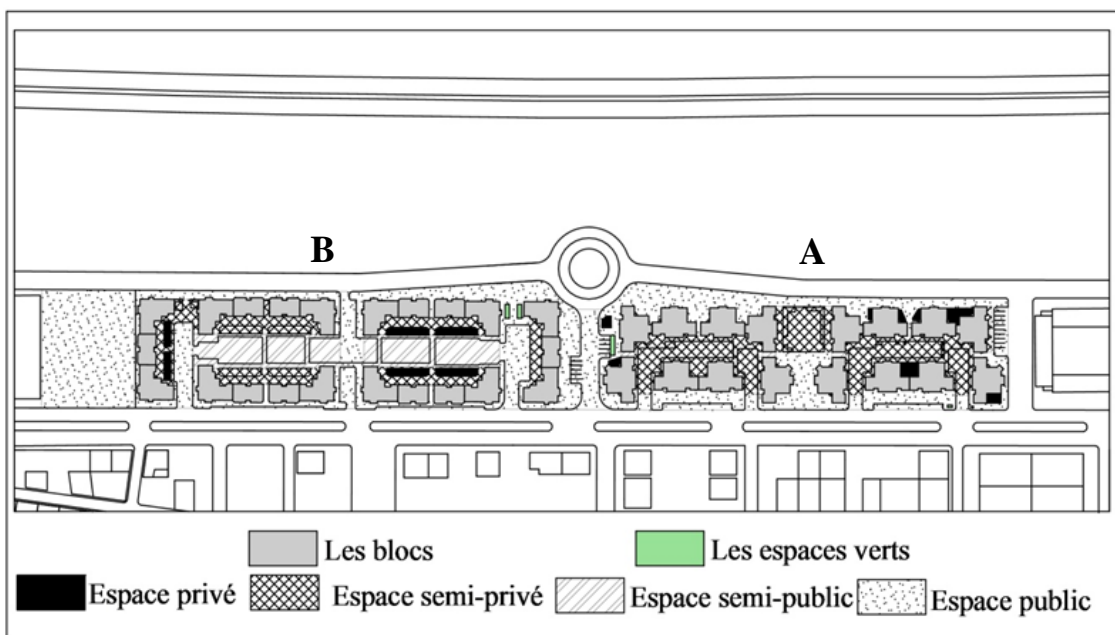 B
A
Les blocs
Les espaces verts
Espace privé
Espace semi-privé
Espace semi-public
Espace public